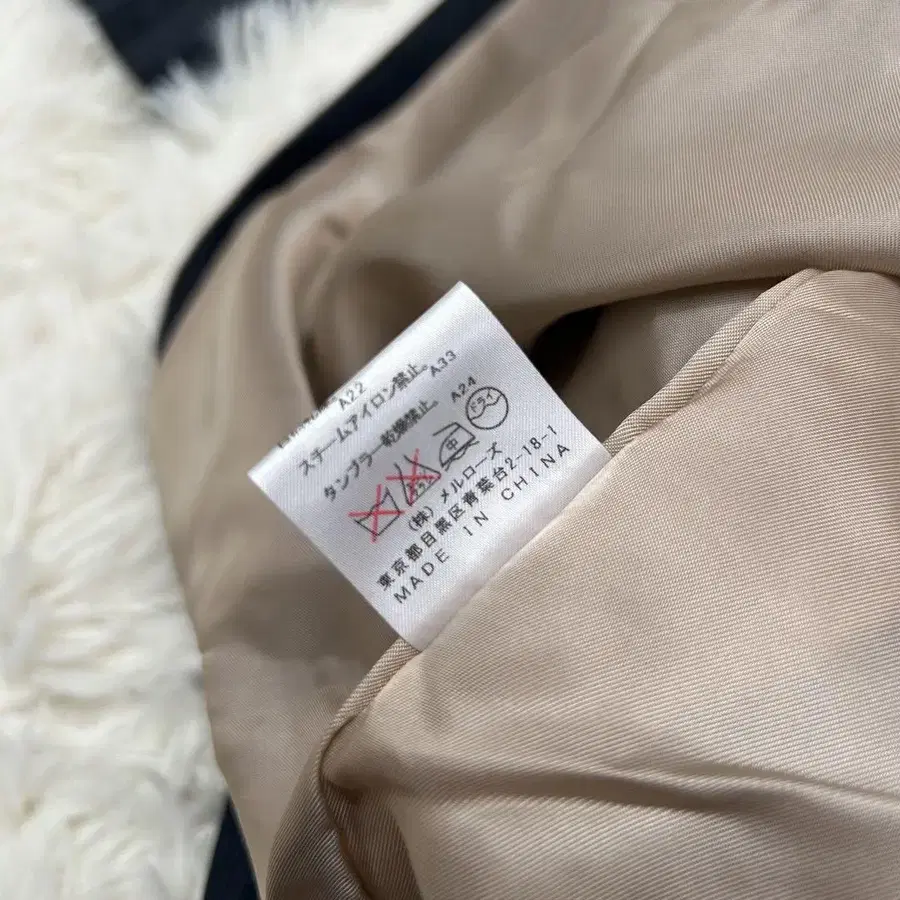 A22
スチームアイロン禁止。
A33
タンブラー乾燥禁止。
A24
中 ドライ
(株) メルローズ
東京都目黒区青葉台2-18-1
MADE IN CHINA